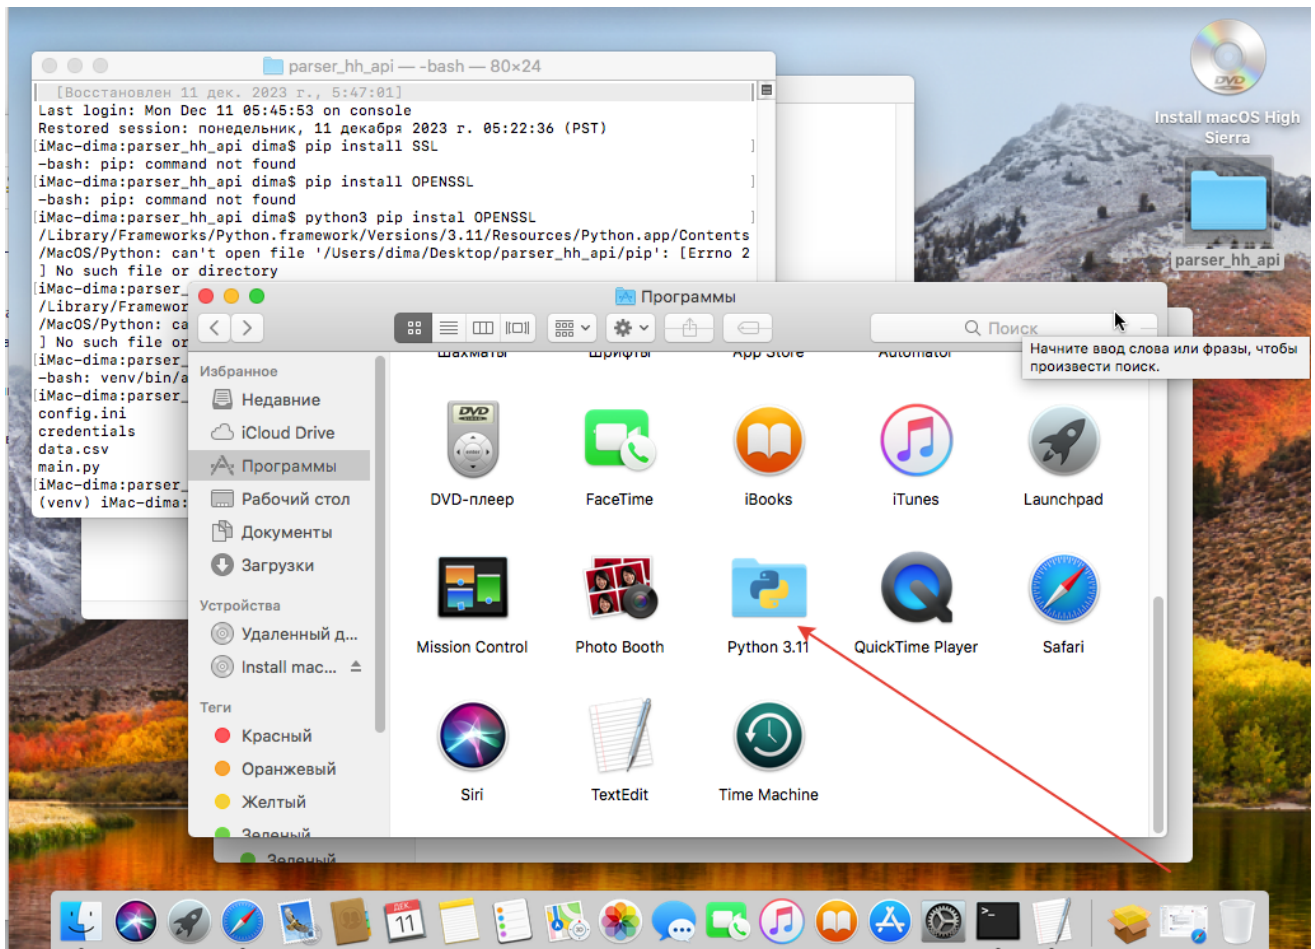 parser_hh_api — -bash — 80×24
[Восстановлен 11 дек. 2023 г., 5:47:01]
Last login: Mon Dec 11 05:45:53 on console
Restored session: понедельник, 11 декабря 2023 г. 05:22:36 (PST)
[iMac-dima:parser_hh_api dima$ pip install SSL ]
-bash: pip: command not found
[iMac-dima:parser_hh_api dima$ pip install OPENSSL ]
-bash: pip: command not found
[iMac-dima:parser_hh_api dima$ python3 pip instal OPENSSL ]
/Library/Frameworks/Python.framework/Versions/3.11/Resources/Python.app/Contents
/MacOS/Python: can't open file '/Users/dima/Desktop/parser_hh_api/pip': [Errno 2
] No such file or directory
[iMac-dima:parser_
/Library/Framewor
/MacOS/Python: ca
] No such file or
[iMac-dima:parser_
-bash: venv/bin/a
[iMac-dima:parser_
config.ini
credentials
data.csv
main.py
[iMac-dima:parser_
(venv) iMac-dima:
DVD
Install macOS High
Sierra
parser_hh_api
Программы
Поиск
Начните ввод слова или фразы, чтобы
произвести поиск.
Избранное
Недавние
iCloud Drive
Программы
Рабочий стол
Документы
Загрузки
Устройства
Удаленный д...
Install mac...
Теги
Красный
Оранжевый
Желтый
Зеленый
Зеленый
Шахматы
Шрифты
App Store
Automator
DVD
DVD-плеер
FaceTime
iBooks
iTunes
Launchpad
Mission Control
Photo Booth
Python 3.11
QuickTime Player
Safari
Siri
TextEdit
Time Machine
ДЕК.
11